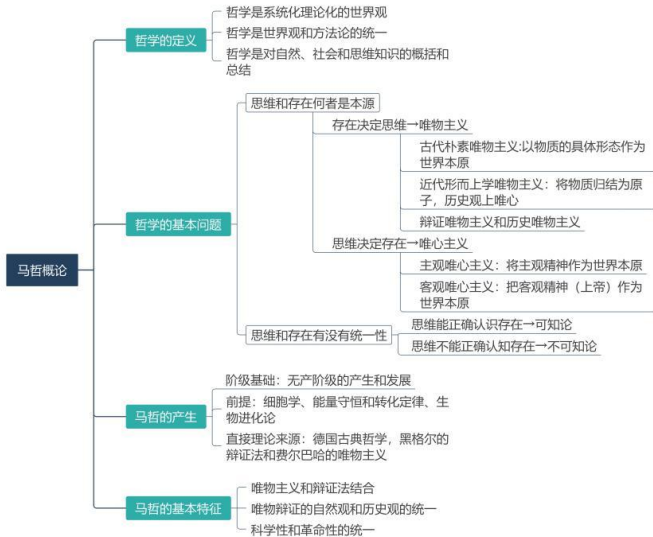 马哲概论
哲学的定义
哲学是系统化理论化的世界观
哲学是世界观和方法论的统一
哲学是对自然、社会和思维知识的概括和
总结
哲学的基本问题
思维和存在何者是本源
存在决定思维→唯物主义
古代朴素唯物主义:以物质的具体形态作为
世界本原
近代形而上学唯物主义：将物质归结为原
子，历史观上唯心
辩证唯物主义和历史唯物主义
思维决定存在→唯心主义
主观唯心主义：将主观精神作为世界本原
客观唯心主义：把客观精神（上帝）作为
世界本原
思维和存在有没有统一性
思维能正确认识存在→可知论
思维不能正确认知存在→不可知论
马哲的产生
阶级基础：无产阶级的产生和发展
前提：细胞学、能量守恒和转化定律、生
物进化论
直接理论来源：德国古典哲学，黑格尔的
辩证法和费尔巴哈的唯物主义
马哲的基本特征
唯物主义和辩证法结合
唯物辩证的自然观和历史观的统一
科学性和革命性的统一